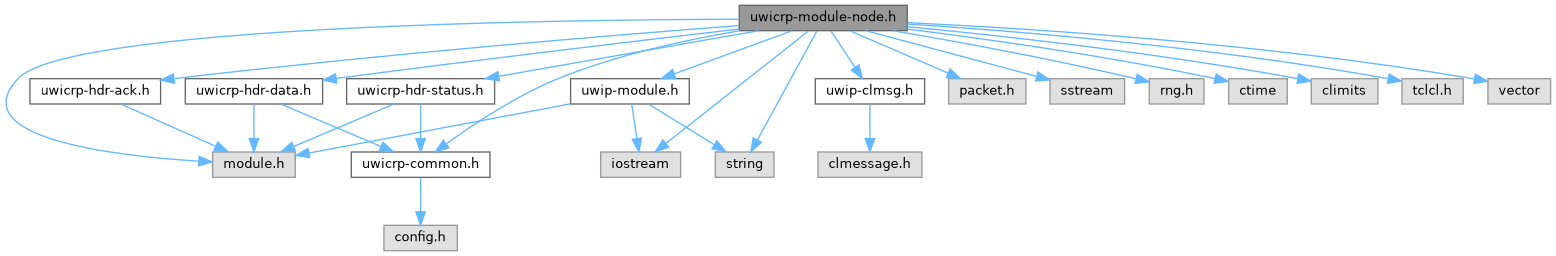 uwicrp-module-node.h
uwicrp-hdr-ack.h
uwicrp-hdr-data.h
uwicrp-hdr-status.h
uwip-module.h
uwip-clmsg.h
packet.h
sstream
rng.h
ctime
climits
tclcl.h
vector
module.h
uwicrp-common.h
iostream
string
clmessage.h
config.h